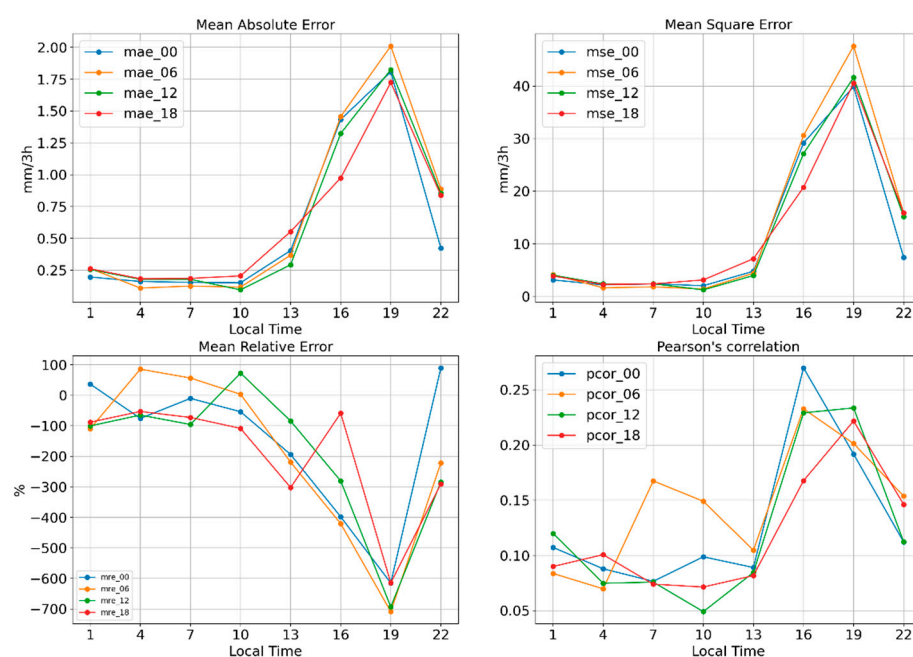 Mean Absolute Error
mae_00
mae_06
mae_12
mae_18
2.00
1.75
1.50
1.25
1.00
0.75
0.50
0.25
mm/3h
1 4 7 10 13 16 19 22
Local Time
Mean Square Error
mse_00
mse_06
mse_12
mse_18
40
30
20
10
0
mm/3h
1 4 7 10 13 16 19 22
Local Time
Mean Relative Error
100
0
−100
−200
−300
−400
−500
−600
−700
%
mre_00
mre_06
mre_12
mre_18
1 4 7 10 13 16 19 22
Local Time
Pearson's correlation
pcor_00
pcor_06
pcor_12
pcor_18
0.25
0.20
0.15
0.10
0.05
1 4 7 10 13 16 19 22
Local Time